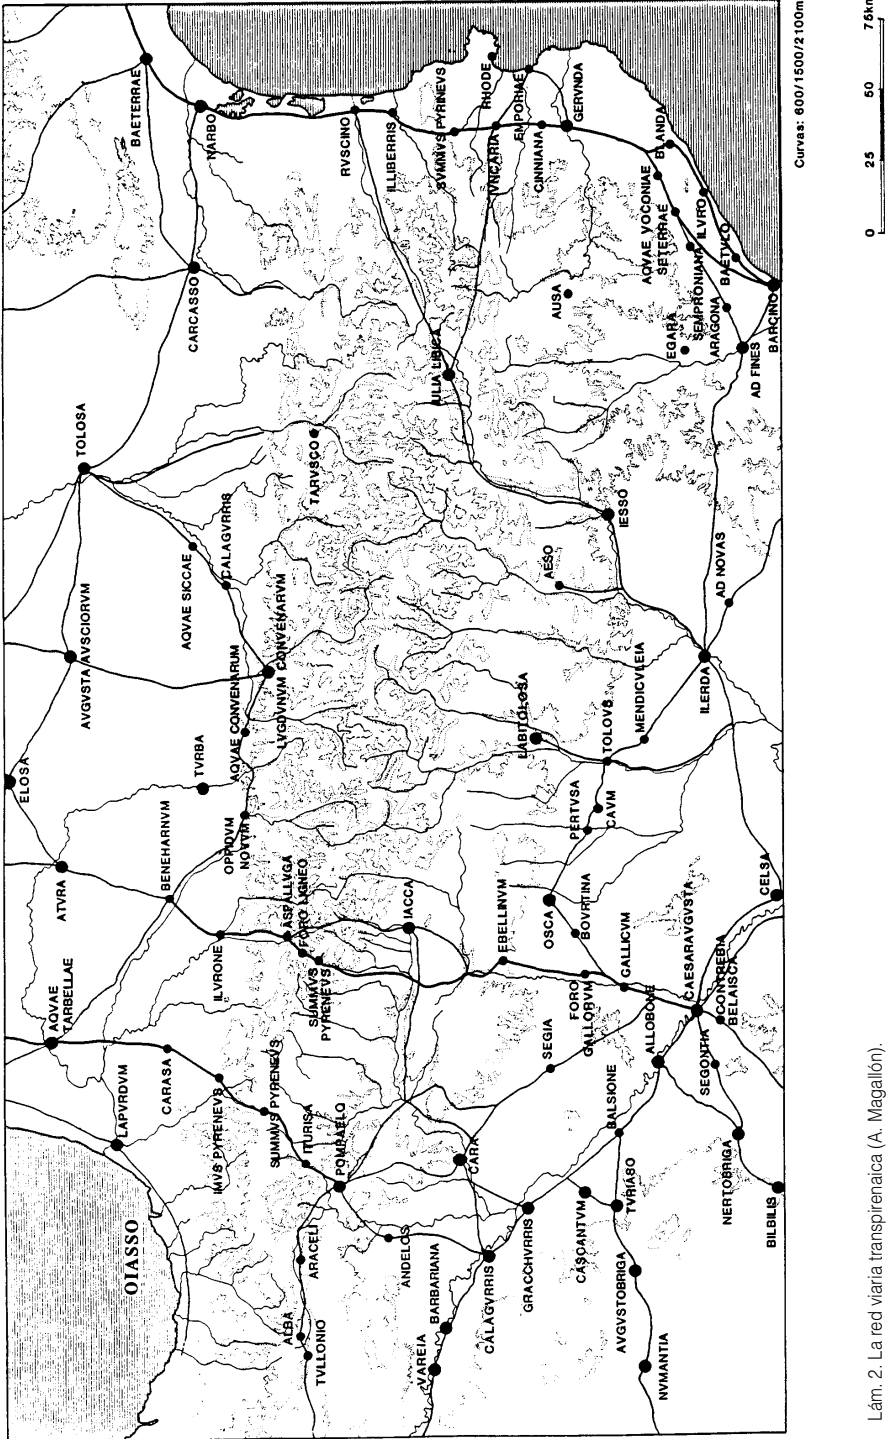 AQVAE
TARBELLAE
ATVRA
ELOSA
AVGVSTA AVSCIORVM
TOLOSA
BAETERRAE
NARBO
CARCASSO
LAPVRDVM
CARASA
BENEHARNVM
TVRBA
AQVAE SICCAE
CALAGVRRIS
OIASSO
IMVS PYRENEVS
ILVRONE
OPPIDVM
NOVVM
AQVAE CONVENARUM
LVGDVNVM CONVENARVM
TARVSCO
RVSCINO
ILLIBERRIS
SVMMVS PYRENEVS
ASPALLVGA
FORO LIGNEO
SVMMVS
PYRENEVS
ITURISA
POMPAELO
ARACELI
ALBA
TVLLONIO
IACCA
IVLIA LIBICA
SVMMVS PYRINEVS
RHODE
IVNCARIA
EMPORIAE
CINNIANA
GERVNDA
ANDELOS
CARA
BARBARIANA
VAREIA
CALAGVRRIS
GRACCHVRRIS
EBELLINVM
SEGIA
OSCA
BOVRTINA
LABITOLOSA
TOLOVS
PERTVSA
CAVM
MENDICVLEIA
AESO
IESSO
AVSA
BLANDA
AQVAE VOCONIAE
SETERRAE
ILVRO
SEMPRONIANA
BAETVLO
EGARA
ARAGONA
BARCINO
AD FINES
AD NOVAS
ILERDA
FORO
GALLORVM
GALLICVM
ALLOBONE
BALSIONE
CASCANTVM
TVRIASO
AVGVSTOBRIGA
NVMANTIA
CAESARAVGVSTA
CONTREBIA
BELAISCA
SEGONTIA
NERTOBRIGA
BILBILIS
CELSA
Curvas: 600/1500/2100m
0 25 50 75km
Lám. 2. La red viaria transpirenaica (A. Magallón).